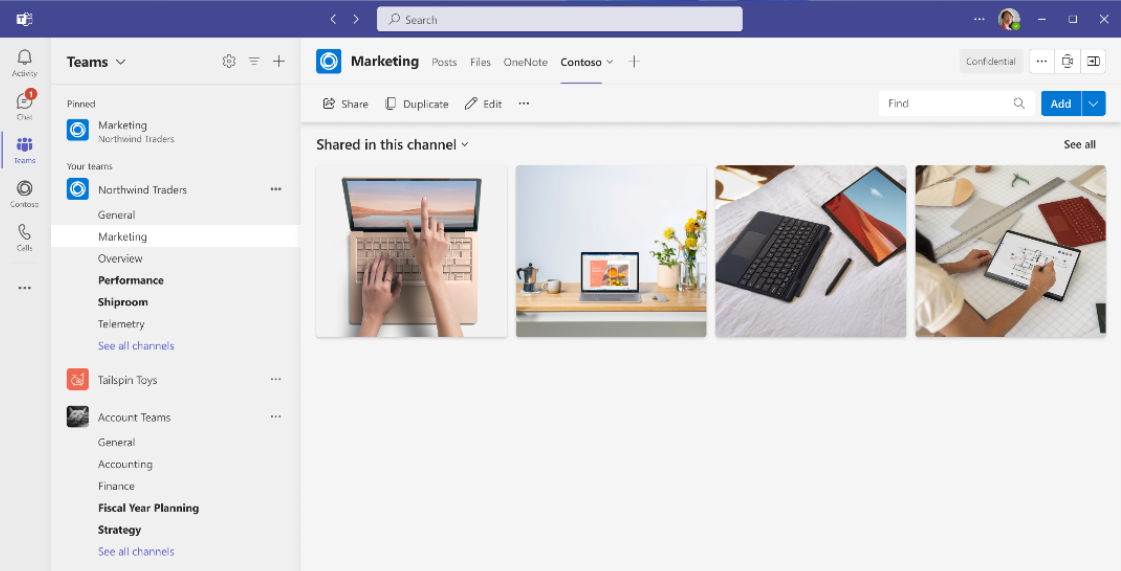 Search
Activity
1
Chat
Teams
Contoso
Calls
Teams
Pinned
Marketing
Northwind Traders
Your teams
Northwind Traders
General
Marketing
Overview
Performance
Shiproom
Telemetry
See all channels
Tailspin Toys
Account Teams
General
Accounting
Finance
Fiscal Year Planning
Strategy
See all channels
Marketing Posts Files OneNote Contoso
Confidential
Share Duplicate Edit
Find
Add
Shared in this channel
See all